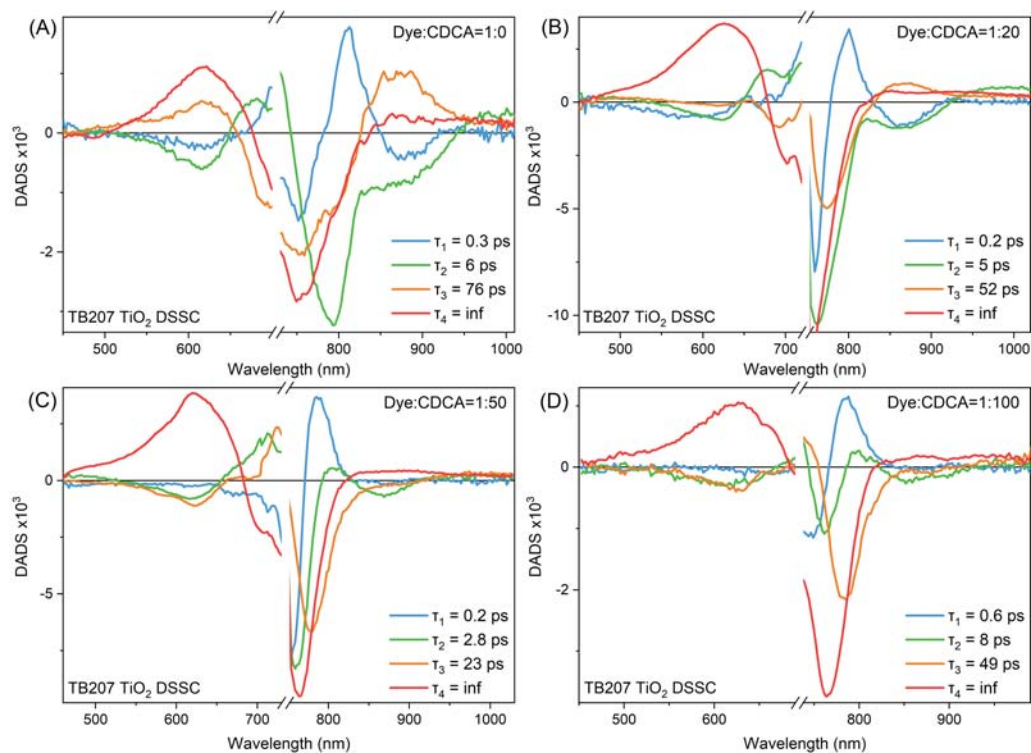 (A)
Dye:CDCA=1:0
DADS x10³
0
-2
τ₁ = 0.3 ps
τ₂ = 6 ps
τ₃ = 76 ps
τ₄ = inf
TB207 TiO₂ DSSC
500 600 800 900 1000
Wavelength (nm)
(B)
Dye:CDCA=1:20
DADS x10³
0
-5
-10
τ₁ = 0.2 ps
τ₂ = 5 ps
τ₃ = 52 ps
τ₄ = inf
TB207 TiO₂ DSSC
500 600 700 800 900 1000
Wavelength (nm)
(C)
Dye:CDCA=1:50
DADS x10³
0
-5
τ₁ = 0.2 ps
τ₂ = 2.8 ps
τ₃ = 23 ps
τ₄ = inf
TB207 TiO₂ DSSC
500 600 700 800 900 1000
Wavelength (nm)
(D)
Dye:CDCA=1:100
DADS x10³
0
-2
τ₁ = 0.6 ps
τ₂ = 8 ps
τ₃ = 49 ps
τ₄ = inf
TB207 TiO₂ DSSC
500 600 800 900
Wavelength (nm)